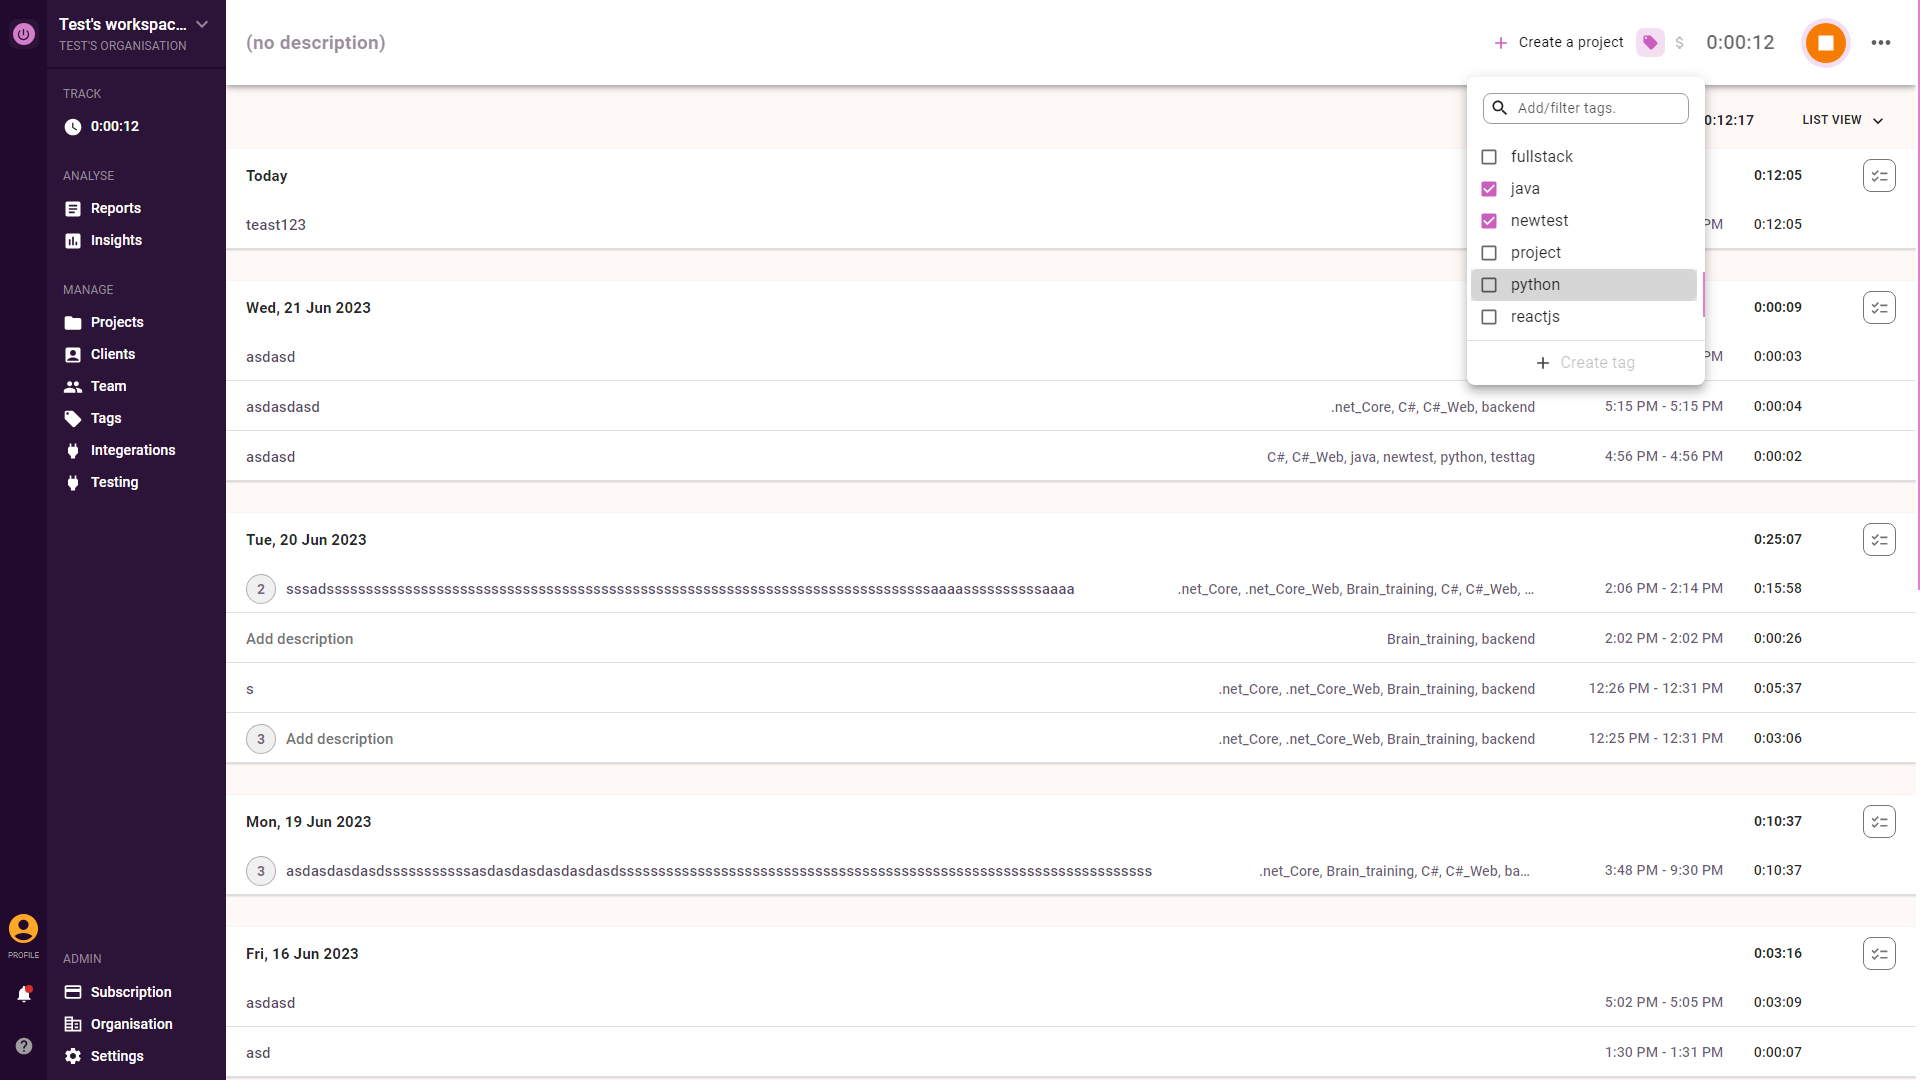 Test's workspac...
TEST'S ORGANISATION
TRACK
0:00:12
ANALYSE
Reports
Insights
MANAGE
Projects
Clients
Team
Tags
Integerations
Testing
PROFILE
ADMIN
Subscription
Organisation
Settings
(no description)
+ Create a project $ 0:00:12
Add/filter tags.
fullstack
java
newtest
project
python
reactjs
+ Create tag
0:12:17 LIST VIEW
Today 0:12:05
teast123 PM 0:12:05
Wed, 21 Jun 2023 0:00:09
asdasd PM 0:00:03
asdasdasd .net_Core, C#, C#_Web, backend 5:15 PM - 5:15 PM 0:00:04
asdasd C#, C#_Web, java, newtest, python, testtag 4:56 PM - 4:56 PM 0:00:02
Tue, 20 Jun 2023 0:25:07
2 .net_Core, .net_Core_Web, Brain_training, C#, C#_Web, ... 2:06 PM - 2:14 PM 0:15:58
Add description Brain_training, backend 2:02 PM - 2:02 PM 0:00:26
s .net_Core, .net_Core_Web, Brain_training, backend 12:26 PM - 12:31 PM 0:05:37
3 Add description .net_Core, .net_Core_Web, Brain_training, backend 12:25 PM - 12:31 PM 0:03:06
Mon, 19 Jun 2023 0:10:37
3 .net_Core, Brain_training, C#, C#_Web, ba... 3:48 PM - 9:30 PM 0:10:37
Fri, 16 Jun 2023 0:03:16
asdasd 5:02 PM - 5:05 PM 0:03:09
asd 1:30 PM - 1:31 PM 0:00:07